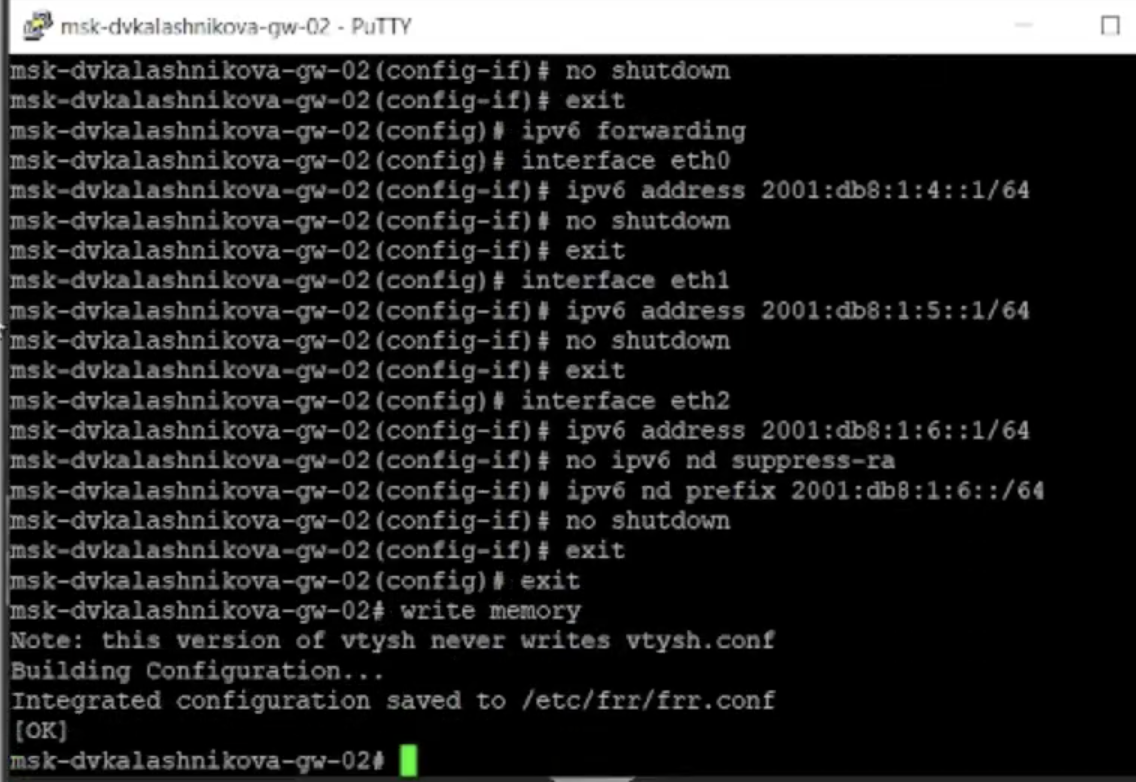 msk-dvkalashnikova-gw-02 - PuTTY
msk-dvkalashnikova-gw-02(config-if)# no shutdown
msk-dvkalashnikova-gw-02(config-if)# exit
msk-dvkalashnikova-gw-02(config)# ipv6 forwarding
msk-dvkalashnikova-gw-02(config)# interface eth0
msk-dvkalashnikova-gw-02(config-if)# ipv6 address 2001:db8:1:4::1/64
msk-dvkalashnikova-gw-02(config-if)# no shutdown
msk-dvkalashnikova-gw-02(config-if)# exit
msk-dvkalashnikova-gw-02(config)# interface eth1
msk-dvkalashnikova-gw-02(config-if)# ipv6 address 2001:db8:1:5::1/64
msk-dvkalashnikova-gw-02(config-if)# no shutdown
msk-dvkalashnikova-gw-02(config-if)# exit
msk-dvkalashnikova-gw-02(config)# interface eth2
msk-dvkalashnikova-gw-02(config-if)# ipv6 address 2001:db8:1:6::1/64
msk-dvkalashnikova-gw-02(config-if)# no ipv6 nd suppress-ra
msk-dvkalashnikova-gw-02(config-if)# ipv6 nd prefix 2001:db8:1:6::/64
msk-dvkalashnikova-gw-02(config-if)# no shutdown
msk-dvkalashnikova-gw-02(config-if)# exit
msk-dvkalashnikova-gw-02(config)# exit
msk-dvkalashnikova-gw-02# write memory
Note: this version of vtysh never writes vtysh.conf
Building Configuration...
Integrated configuration saved to /etc/frr/frr.conf
[OK]
msk-dvkalashnikova-gw-02#